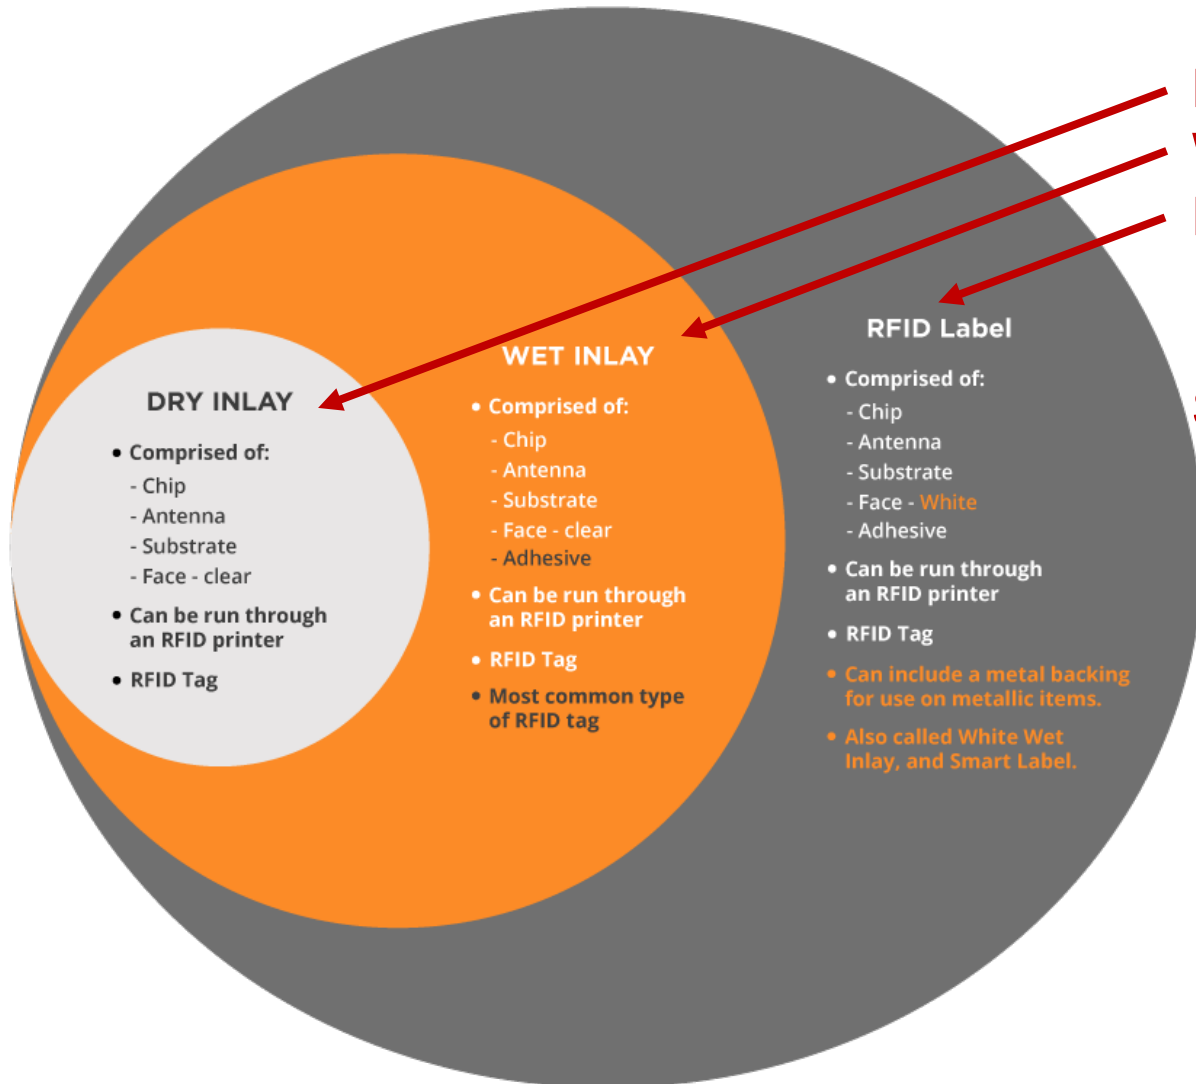 DRY INLAY
• Comprised of:
- Chip
- Antenna
- Substrate
- Face - clear
• Can be run through
an RFID printer
• RFID Tag
WET INLAY
• Comprised of:
- Chip
- Antenna
- Substrate
- Face - clear
- Adhesive
• Can be run through
an RFID printer
• RFID Tag
• Most common type
of RFID tag
RFID Label
• Comprised of:
- Chip
- Antenna
- Substrate
- Face - White
- Adhesive
• Can be run through
an RFID printer
• RFID Tag
• Can include a metal backing
for use on metallic items.
• Also called White Wet
Inlay, and Smart Label.